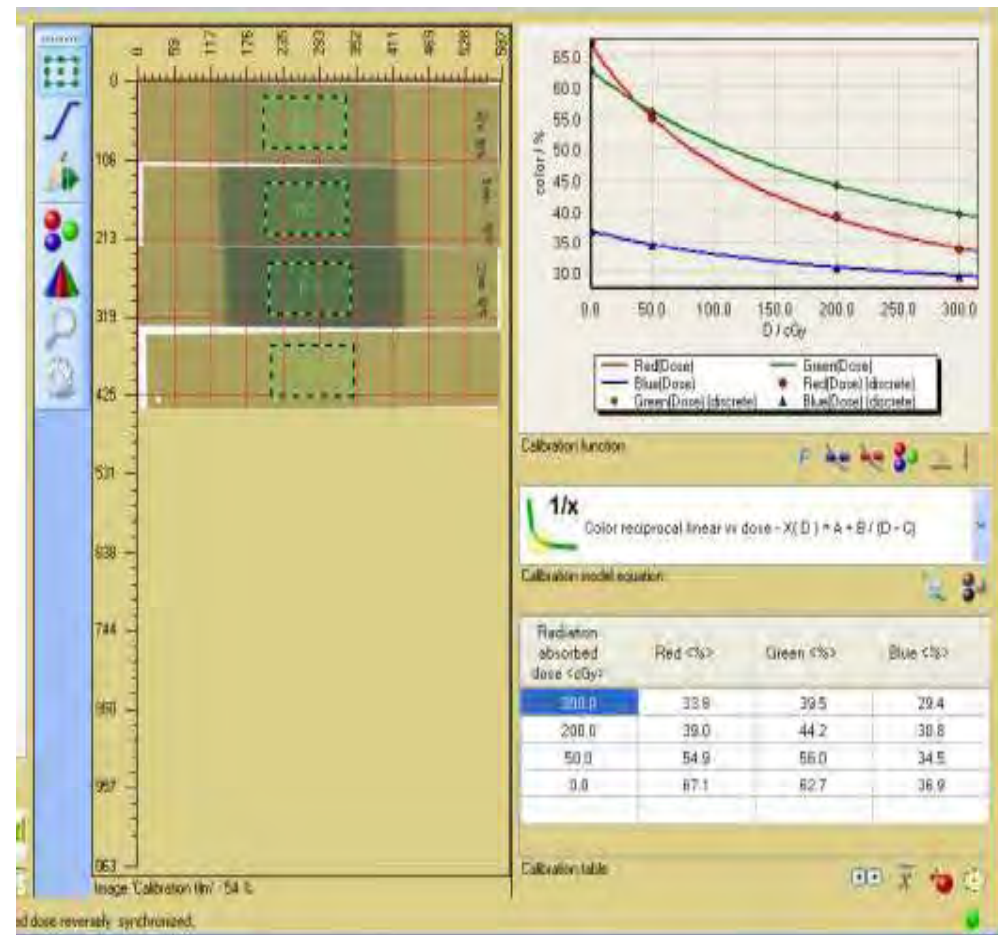 0 59 117 176 235 293 352 411 469 528 587
0
106
213
319
425
531
638
744
957
Image 'Calibration film' : 54 %
ed dose reversely synchronized.
color / %
65.0
60.0
55.0
50.0
45.0
40.0
35.0
30.0
0.0 50.0 100.0 150.0 200.0 250.0 300.0
D / cGy
Red(Dose) Green(Dose)
Blue(Dose) Red(Dose) (discrete)
Green(Dose) (discrete) Blue(Dose) (discrete)
Calibration function
1/x
Color reciprocal linear vs dose - X(D) = A + B / (D - C)
Calibration model equation
Radiation absorbed dose <cGy> Red <%> Green <%> Blue <%>
300.0 33.8 39.5 29.4
200.0 39.0 44.2 30.8
50.0 54.9 56.0 34.5
0.0 67.1 62.7 36.9
Calibration table